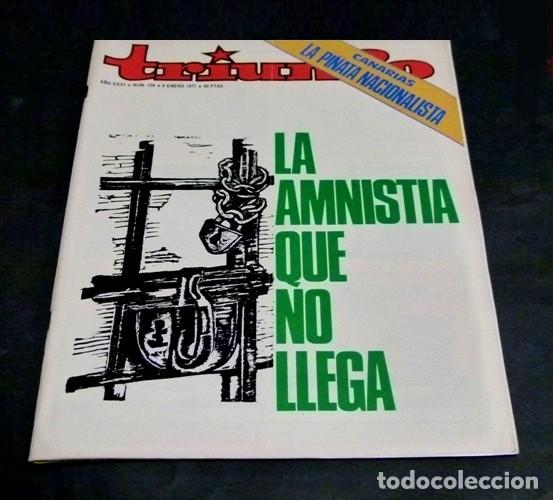 triunfo
CANARIAS
LA PIÑATA NACIONALISTA
LA
AMNISTIA
QUE
NO
LLEGA
todocoleccion